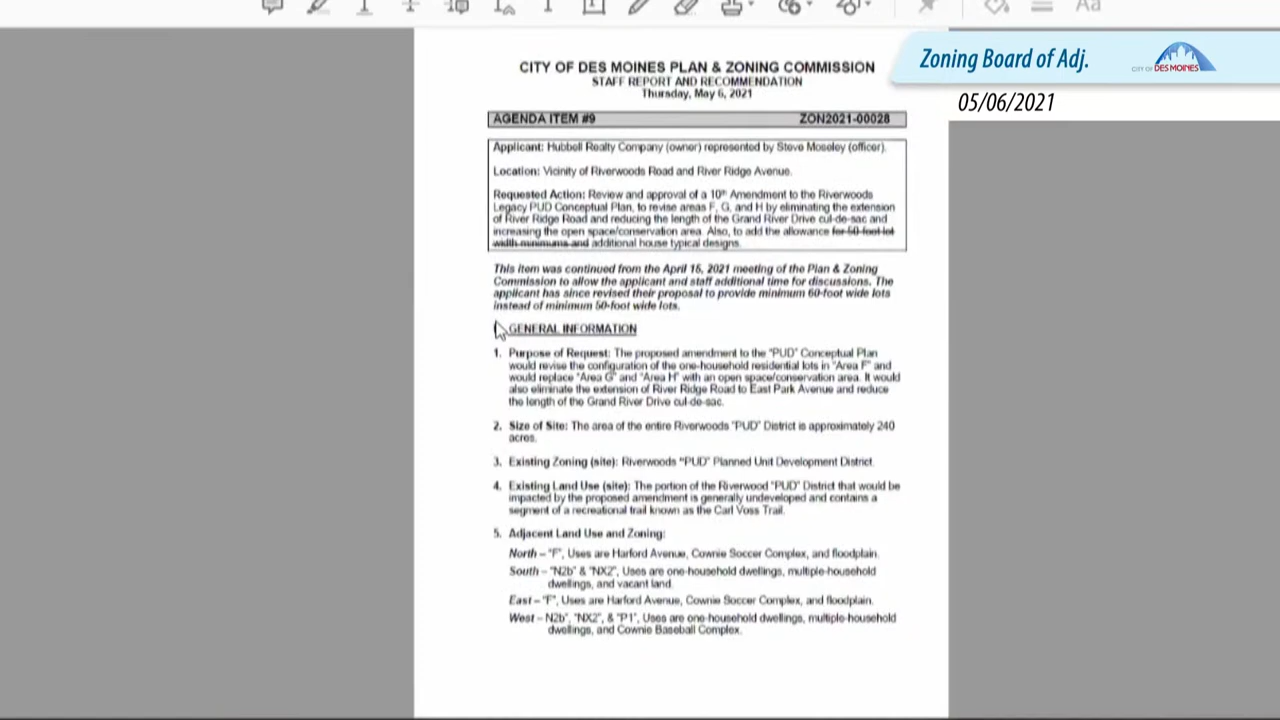 Aa
Zoning Board of Adj.
CITY OF DES MOINES
05/06/2021
CITY OF DES MOINES PLAN & ZONING COMMISSION
STAFF REPORT AND RECOMMENDATION
Thursday, May 6, 2021
AGENDA ITEM #9 ZON2021-00028
Applicant: Hubbell Realty Company (owner) represented by Steve Moseley (officer).
Location: Vicinity of Riverwoods Road and River Ridge Avenue.
Requested Action: Review and approval of a 10th Amendment to the Riverwoods
Legacy PUD Conceptual Plan, to revise areas F, G, and H by eliminating the extension
of River Ridge Road and reducing the length of the Grand River Drive cul-de-sac and
increasing the open space/conservation area. Also, to add the allowance for 50-foot lot
width minimums and additional house typical designs.
This item was continued from the April 15, 2021 meeting of the Plan & Zoning
Commission to allow the applicant and staff additional time for discussions. The
applicant has since revised their proposal to provide minimum 60-foot wide lots
instead of minimum 50-foot wide lots.
GENERAL INFORMATION
1. Purpose of Request: The proposed amendment to the "PUD" Conceptual Plan
would revise the configuration of the one-household residential lots in "Area F" and
would replace "Area G" and "Area H" with an open space/conservation area. It would
also eliminate the extension of River Ridge Road to East Park Avenue and reduce
the length of the Grand River Drive cul-de-sac.
2. Size of Site: The area of the entire Riverwoods "PUD" District is approximately 240
acres.
3. Existing Zoning (site): Riverwoods "PUD" Planned Unit Development District.
4. Existing Land Use (site): The portion of the Riverwood "PUD" District that would be
impacted by the proposed amendment is generally undeveloped and contains a
segment of a recreational trail known as the Carl Voss Trail.
5. Adjacent Land Use and Zoning:
North – "F", Uses are Harford Avenue, Cownie Soccer Complex, and floodplain.
South – "N2b" & "NX2", Uses are one-household dwellings, multiple-household
dwellings, and vacant land.
East – "F", Uses are Harford Avenue, Cownie Soccer Complex, and floodplain.
West – N2b", "NX2", & "P1", Uses are one-household dwellings, multiple-household
dwellings, and Cownie Baseball Complex.